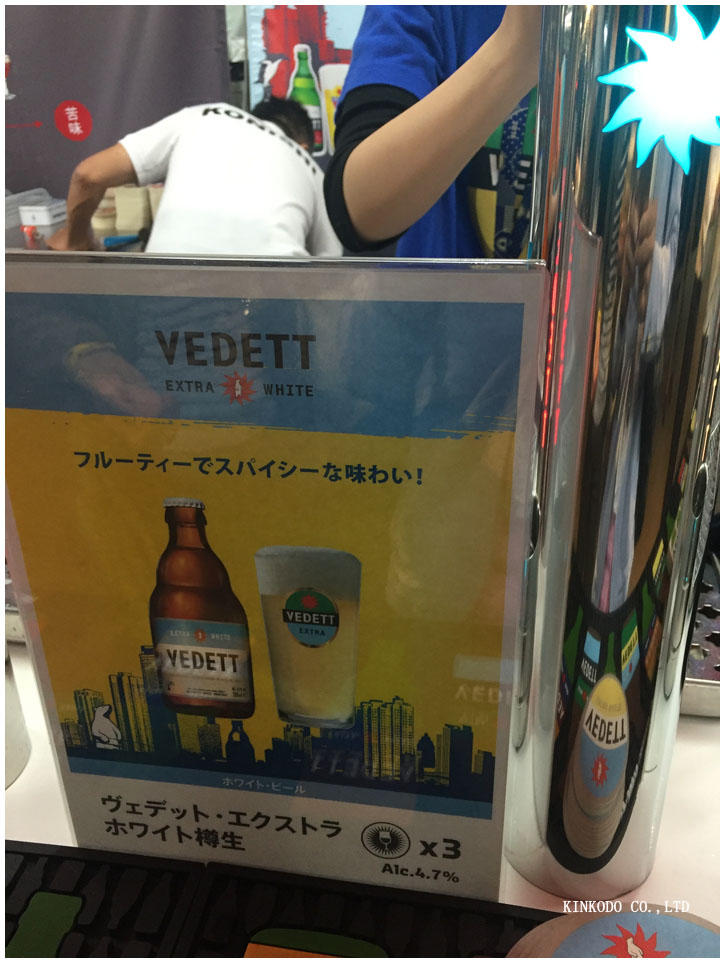 苦味
VEDETT
EXTRA WHITE
フルーティーでスパイシーな味わい!
EXTRA WHITE
VEDETT
VEDETT
EXTRA
ホワイト・ビール
ヴェデット・エクストラ
ホワイト樽生
x3
Alc.4.7%
VEDETT
KINKODO CO.,LTD